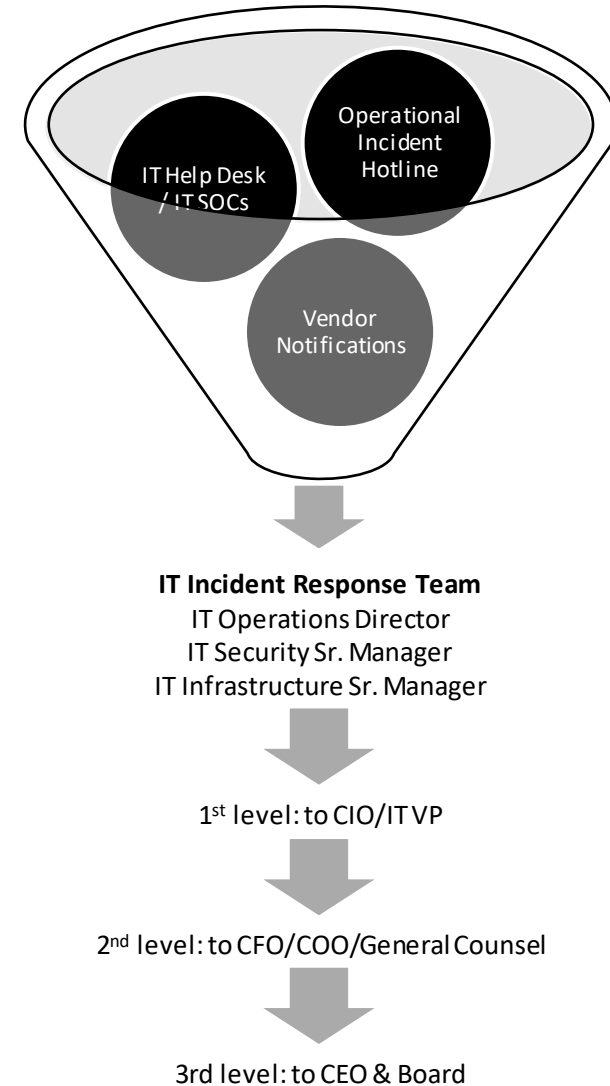 Operational
Incident
Hotline
IT Help Desk
/ IT SOCs
Vendor
Notifications
IT Incident Response Team
IT Operations Director
IT Security Sr. Manager
IT Infrastructure Sr. Manager
1st level: to CIO/IT VP
2nd level: to CFO/COO/General Counsel
3rd level: to CEO & Board